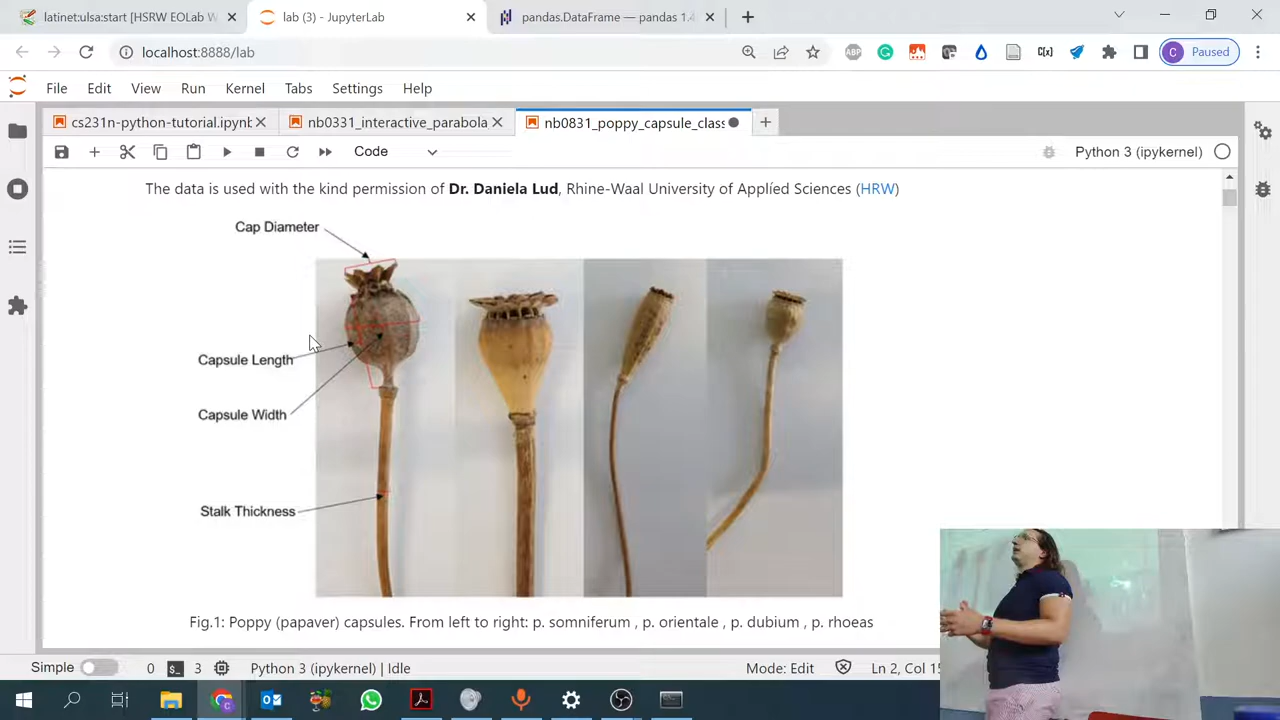 latinet:ulsa:start [HSRW EOLab W
lab (3) - JupyterLab
pandas.DataFrame — pandas 1.4
localhost:8888/lab
ABP
C[x]
C
Paused
File Edit View Run Kernel Tabs Settings Help
cs231n-python-tutorial.ipynb
nb0331_interactive_parabola
nb0831_poppy_capsule_class
Code
Python 3 (ipykernel)
The data is used with the kind permission of Dr. Daniela Lud, Rhine-Waal University of Applíed Sciences (HRW)
Cap Diameter
Capsule Length
Capsule Width
Stalk Thickness
Fig.1: Poppy (papaver) capsules. From left to right: p. somniferum , p. orientale , p. dubium , p. rhoeas
Simple 0 3 Python 3 (ipykernel) | Idle Mode: Edit Ln 2, Col 15